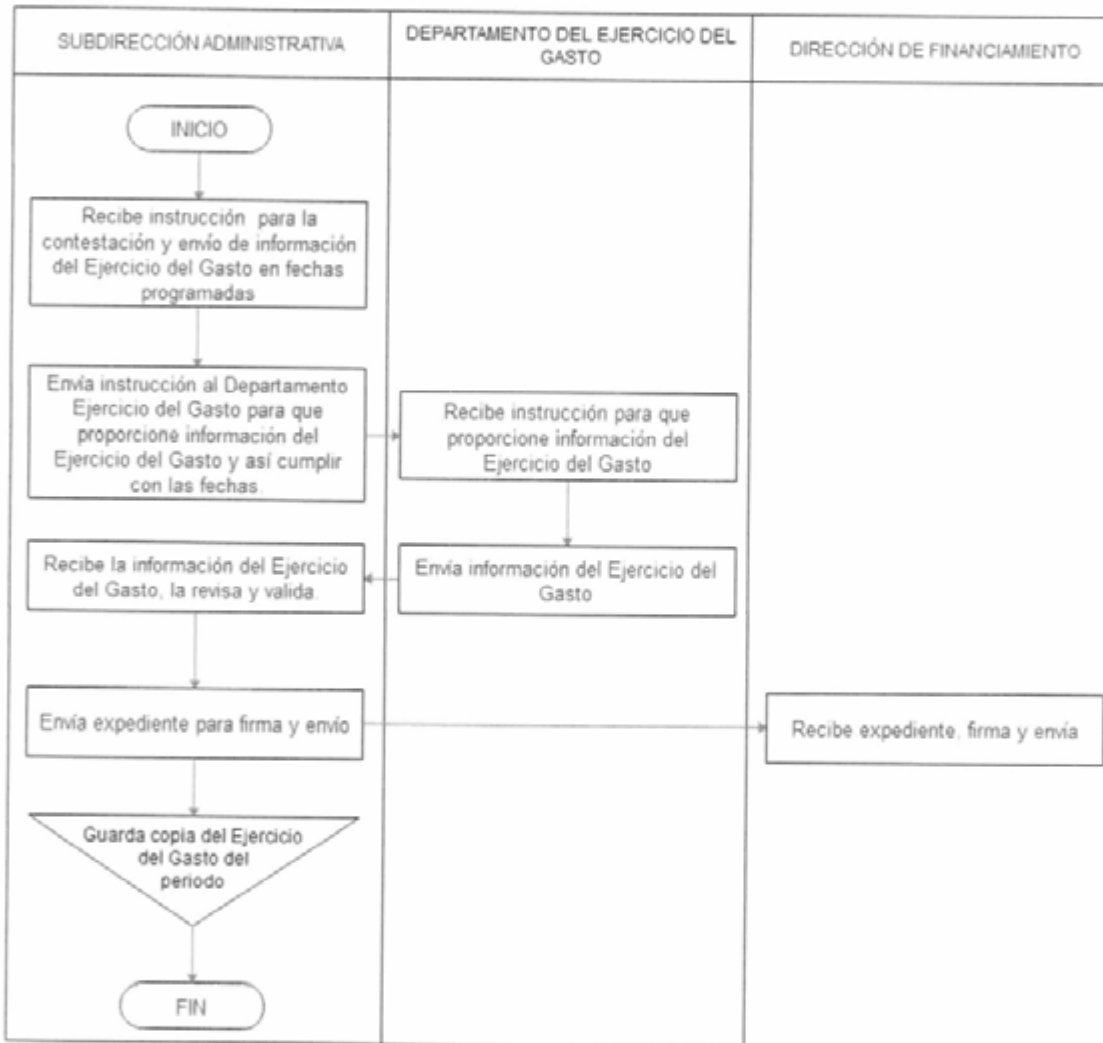 SUBDIRECCIÓN ADMINISTRATIVA
DEPARTAMENTO DEL EJERCICIO DEL
GASTO
DIRECCIÓN DE FINANCIAMIENTO
INICIO
Recibe instrucción para la
contestación y envío de información
del Ejercicio del Gasto en fechas
programadas
Envía instrucción al Departamento
Ejercicio del Gasto para que
proporcione información del
Ejercicio del Gasto y así cumplir
con las fechas.
Recibe instrucción para que
proporcione información del
Ejercicio del Gasto
Envía información del Ejercicio del
Gasto
Recibe la información del Ejercicio
del Gasto, la revisa y valida.
Envía expediente para firma y envío
Recibe expediente, firma y envía
Guarda copia del Ejercicio
del Gasto del
periodo
FIN